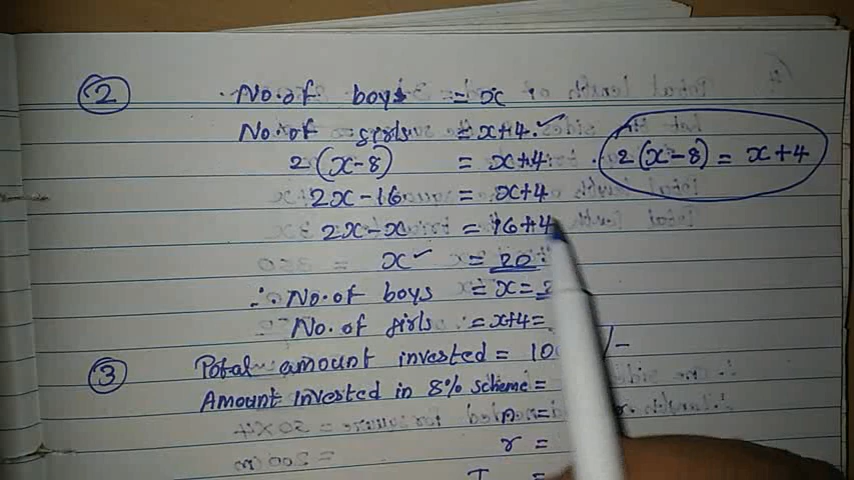 2 No. of boys = x
No. of girls = x+4 ✓
2(x-8) = x+4 2(x-8) = x+4
2x-16 = x+4
2x-x = 16+4
x ✓ = 20
∴ No. of boys = x = 2
No. of girls = x+4 =
3 Total amount invested = 10 /-
Amount invested in 8% scheme =
=
r =
T =